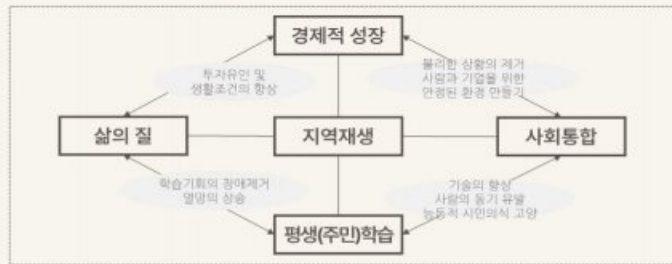 경제적 성장
투자유인 및
생활조건의 향상
불리한 상황의 제거
사람과 기업을 위한
안정된 환경 만들기
삶의 질
지역재생
사회통합
학습기회의 장애제거
열망의 상승
기술의 향상
사람의 동기 유발
능동적 시민의식 고양
평생(주민)학습